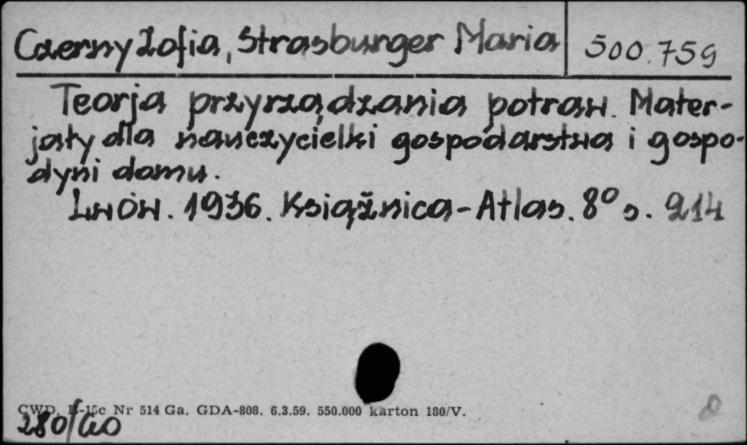 Czerny Zofia, Strasburger Maria 500.759
Teorja przyrządzania potraw. Mater-
jały dla nauczycielki gospodarstwa i gospo-
dyni domu.
Lwów. 1936. Książnica-Atlas. 8° s. 214
CWD. Nr 514 Ga. GDA-808. 6.3.59. 550.000 karton 180/V.
280/60